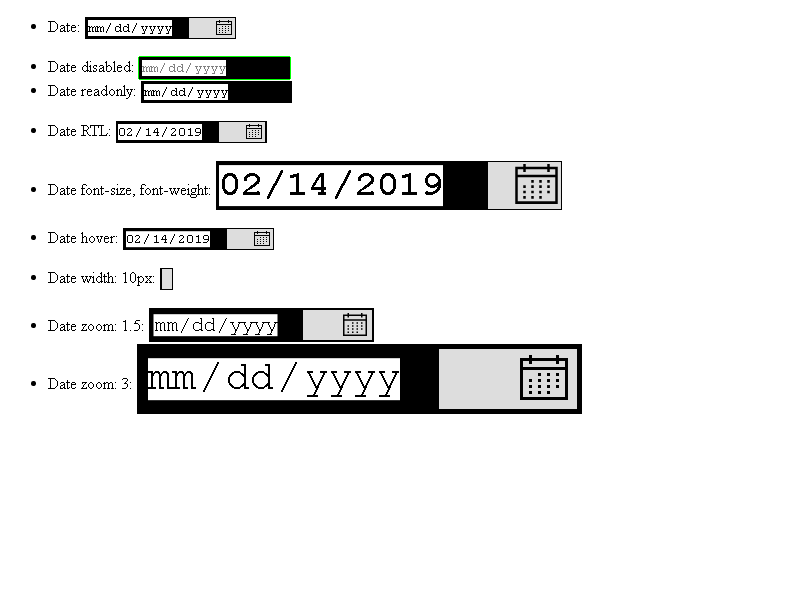 Date: mm/dd/yyyy
Date disabled: mm/dd/yyyy
Date readonly: mm/dd/yyyy
Date RTL: 02/14/2019
Date font-size, font-weight: 02/14/2019
Date hover: 02/14/2019
Date width: 10px:
Date zoom: 1.5: mm/dd/yyyy
Date zoom: 3: mm/dd/yyyy